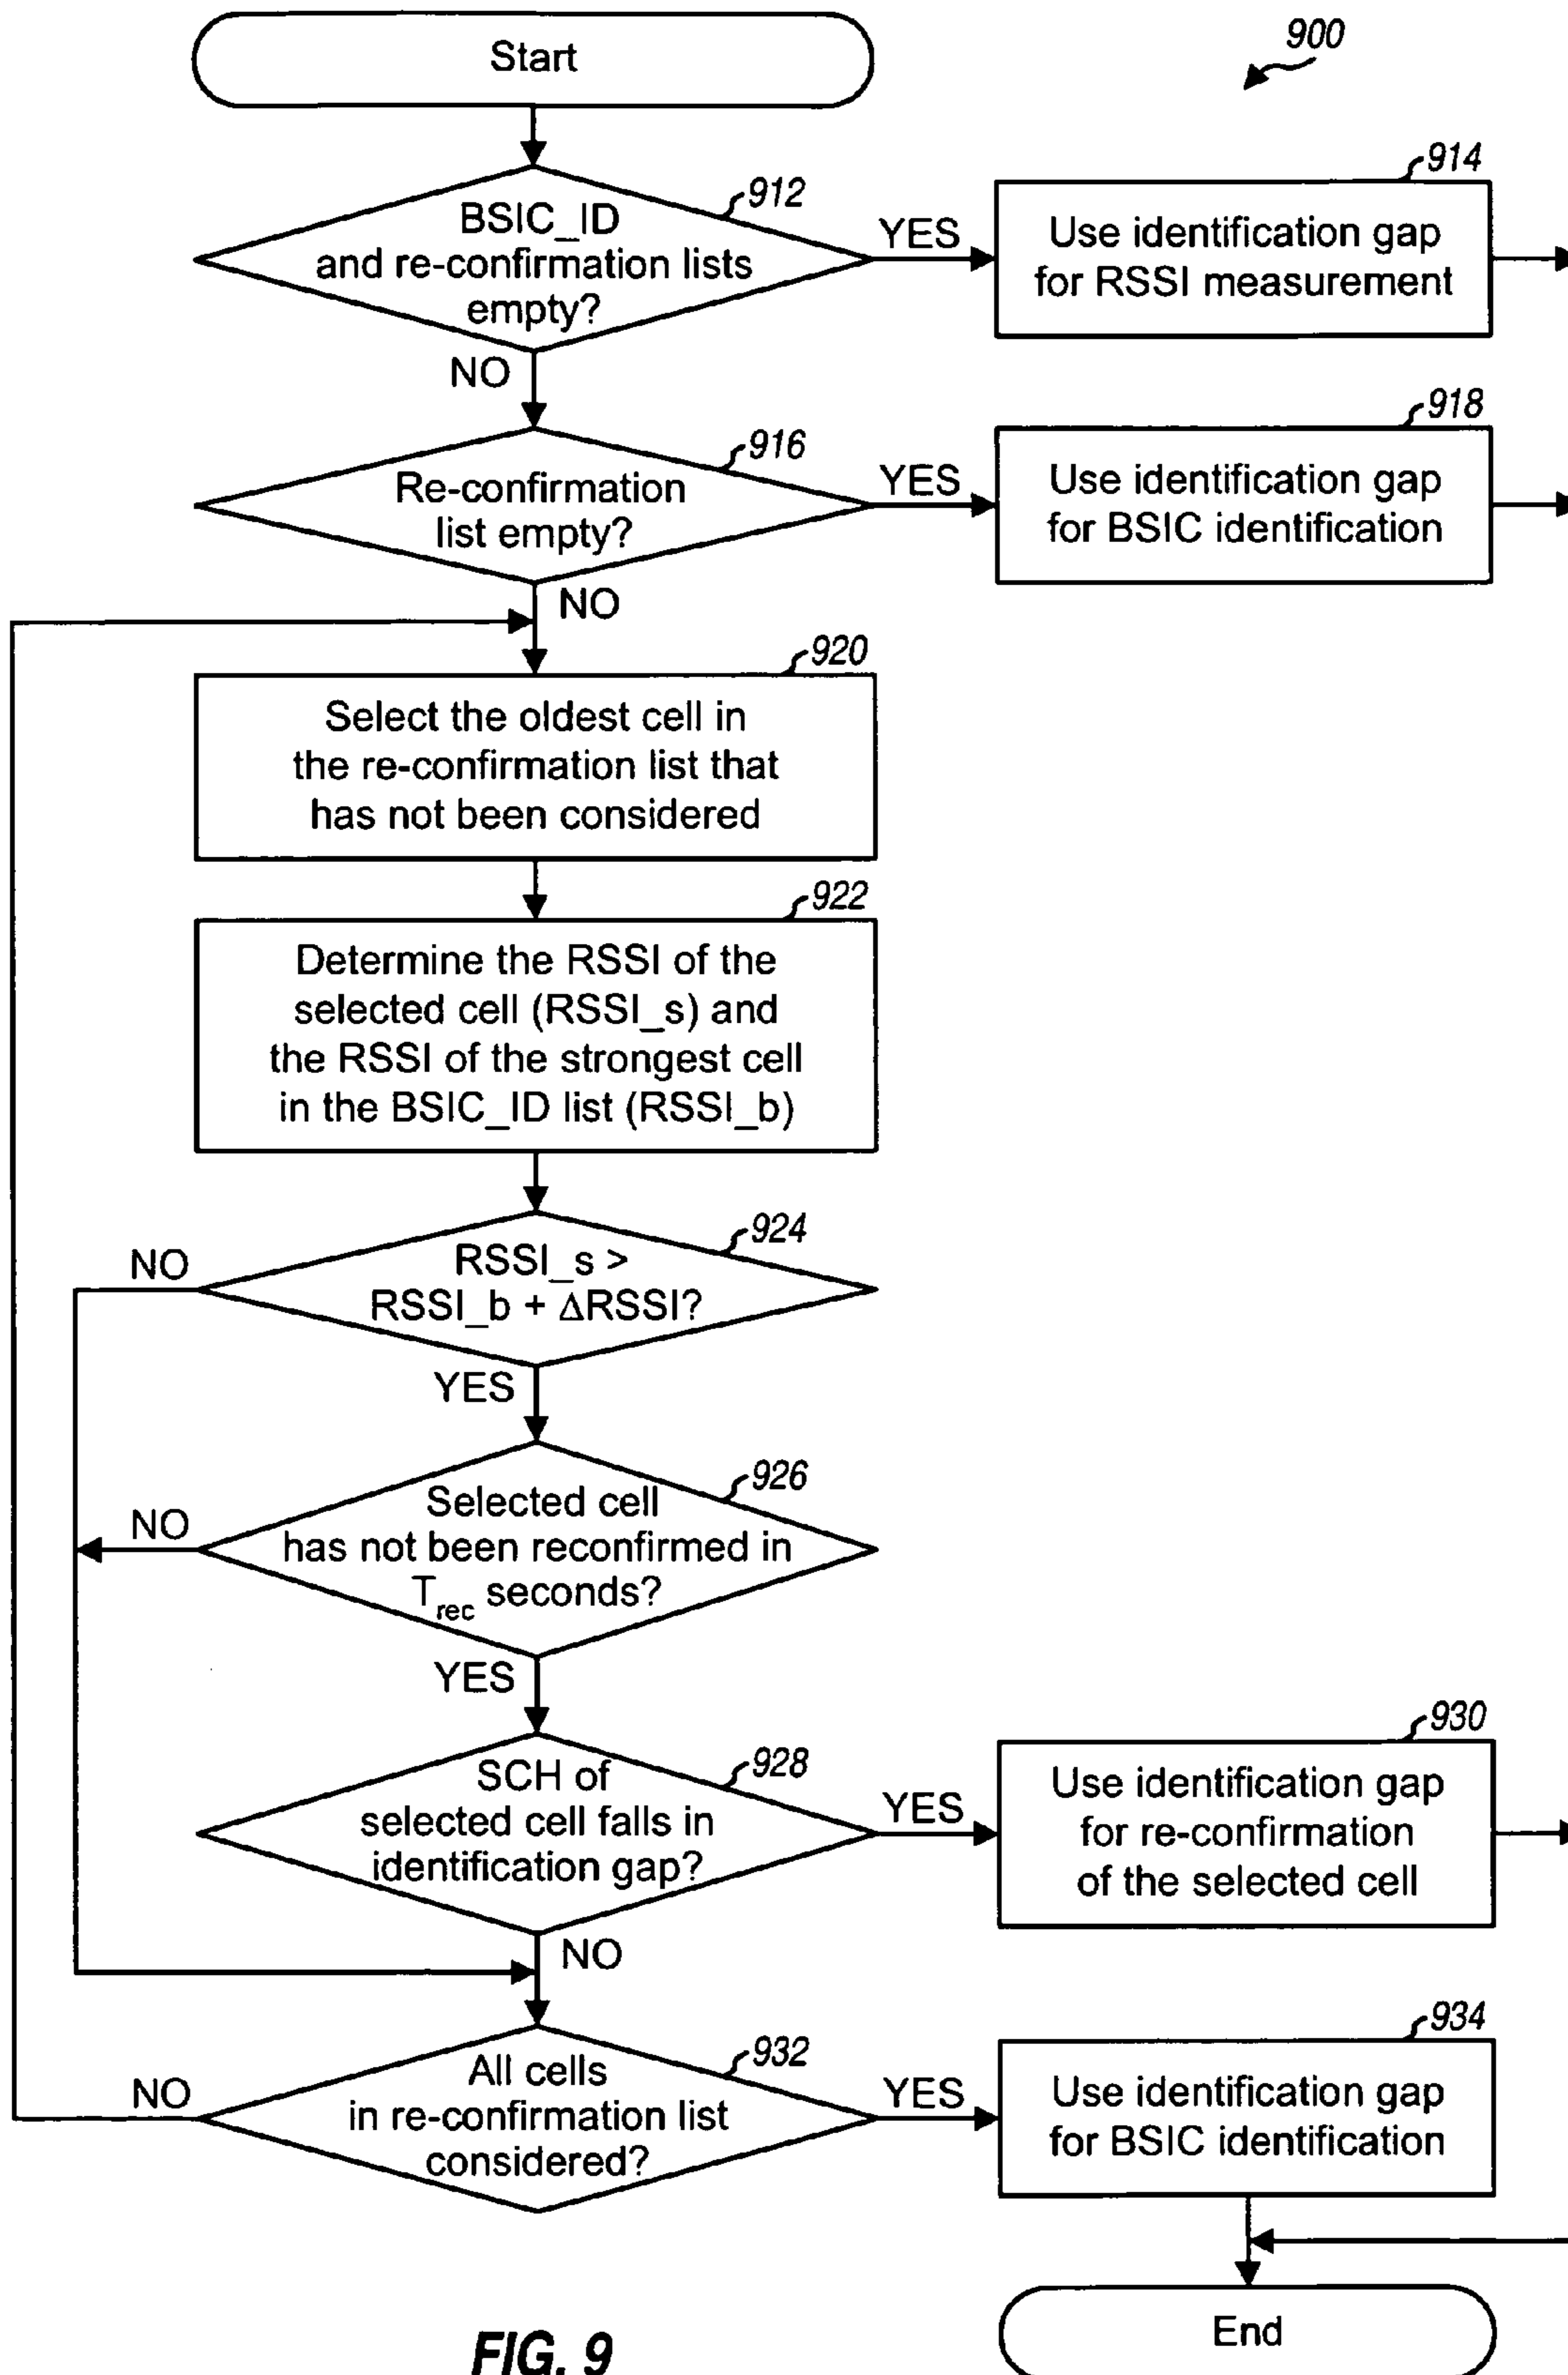 Start
900
912
BSIC_ID
and re-confirmation lists
empty?
YES
914
Use identification gap
for RSSI measurement
NO
916
Re-confirmation
list empty?
YES
918
Use identification gap
for BSIC identification
NO
920
Select the oldest cell in
the re-confirmation list that
has not been considered
922
Determine the RSSI of the
selected cell (RSSI_s) and
the RSSI of the strongest cell
in the BSIC_ID list (RSSI_b)
924
RSSI_s >
RSSI_b + ΔRSSI?
NO
YES
926
Selected cell
has not been reconfirmed in
Trec seconds?
NO
YES
928
SCH of
selected cell falls in
identification gap?
YES
930
Use identification gap
for re-confirmation
of the selected cell
NO
932
All cells
in re-confirmation list
considered?
NO
YES
934
Use identification gap
for BSIC identification
End
FIG. 9